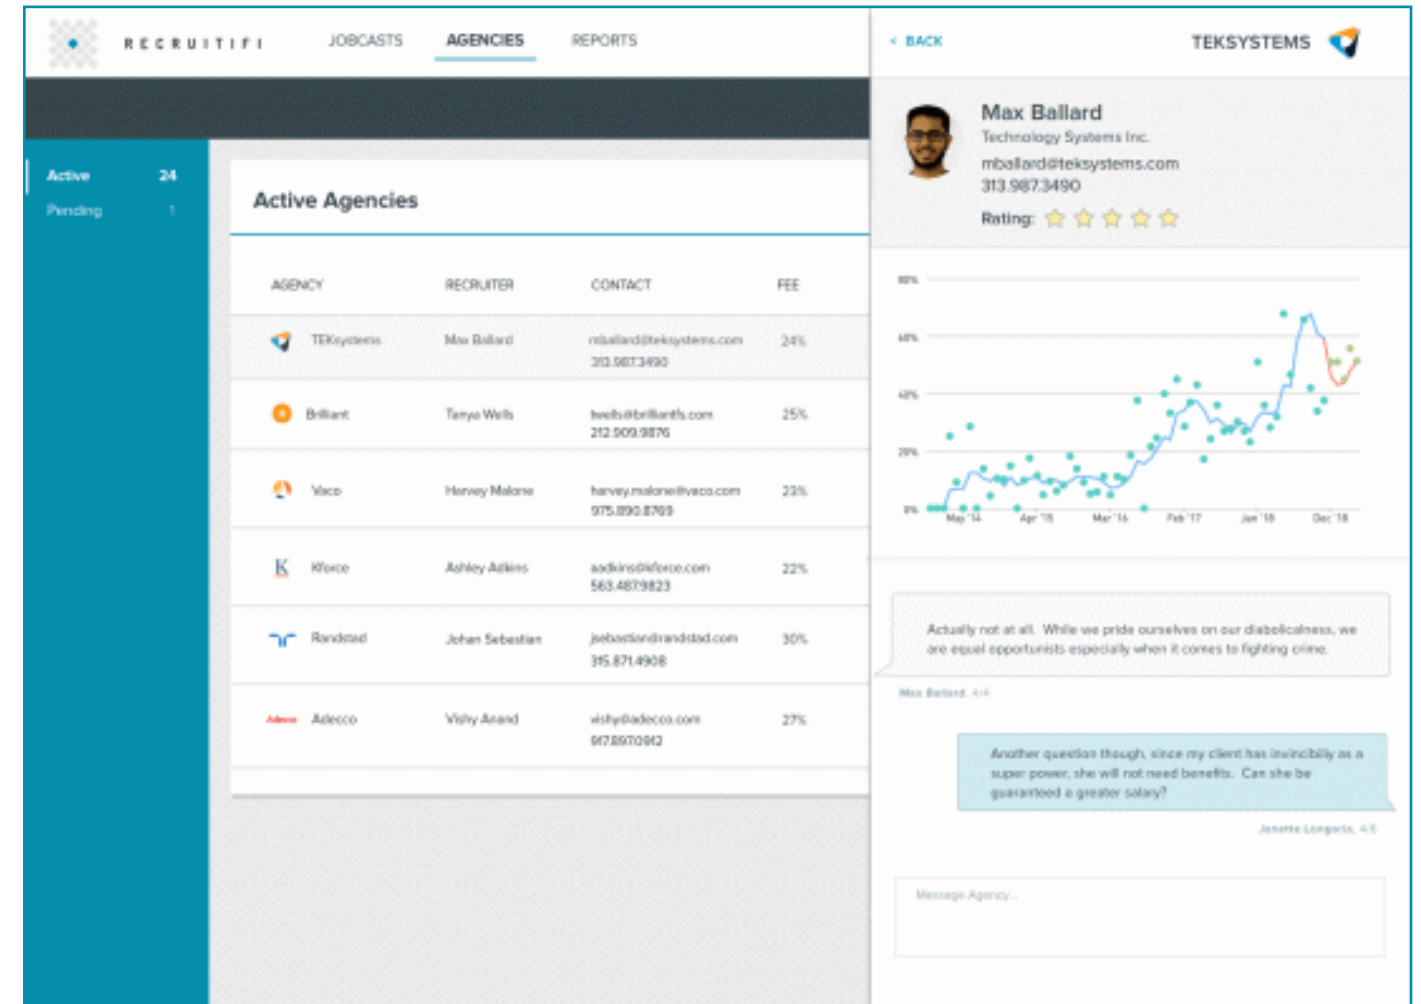 RECRUITIFI JOBCASTS AGENCIES REPORTS
Active 24
Pending 1
Active Agencies
AGENCY RECRUITER CONTACT FEE
TEKsystems Max Ballard mballard@teksystems.com 24%
313.987.3490
Brilliant Tanya Wells twells@brilliantfs.com 25%
212.909.9876
Vaco Harvey Malone harvey.malone@vaco.com 23%
975.890.8769
K Kforce Ashley Adkins aadkins@kforce.com 22%
563.487.9823
Randstad Johan Sebastian jsebastian@randstad.com 30%
315.871.4908
Adecco Adecco Vishy Anand vishy@adecco.com 27%
917.897.0912
< BACK TEKSYSTEMS
Max Ballard
Technology Systems Inc.
mballard@teksystems.com
313.987.3490
Rating:
80%
60%
40%
20%
0%
May '14 Apr '15 Mar '16 Feb '17 Jan '18 Dec '18
Actually not at all. While we pride ourselves on our diabolicalness, we
are equal opportunists especially when it comes to fighting crime.
Max Ballard, 4/4
Another question though, since my client has invincibiliy as a
super power, she will not need benefits. Can she be
guaranteed a greater salary?
Janette Longoria, 4/5
Message Agency...